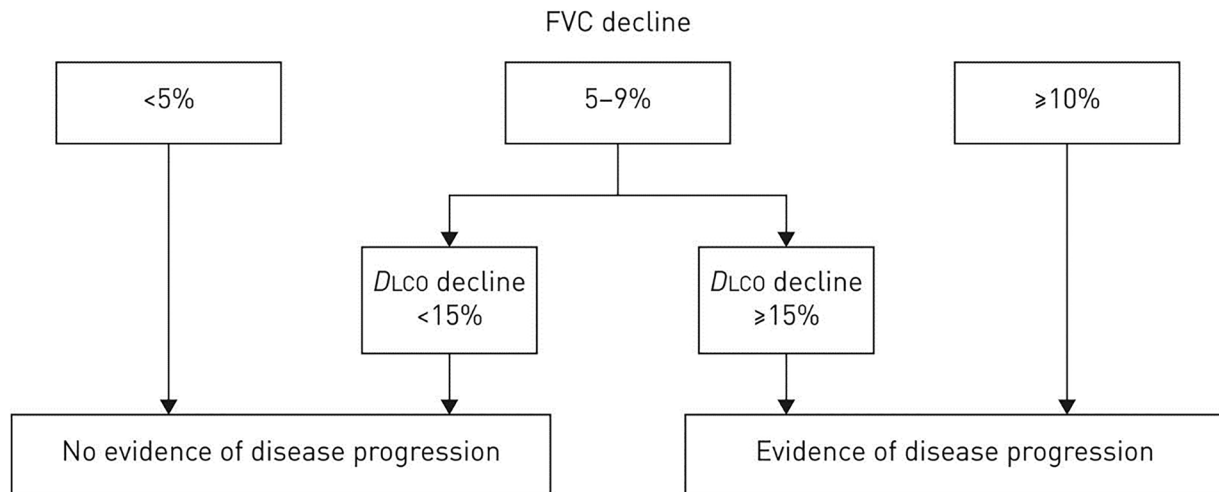 FVC decline
<5%
5–9%
⩾10%
DLCO decline
<15%
DLCO decline
⩾15%
No evidence of disease progression
Evidence of disease progression